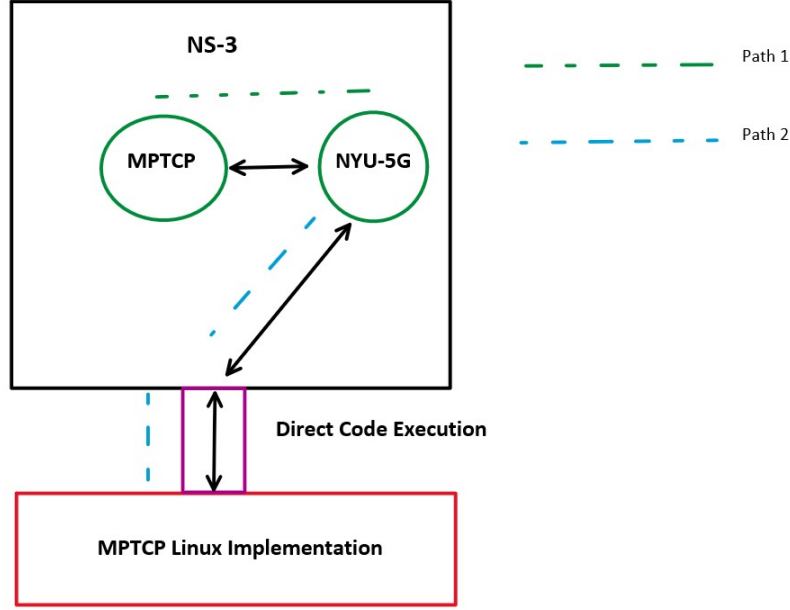 NS-3
Path 1
Path 2
MPTCP
NYU-5G
Direct Code Execution
MPTCP Linux Implementation